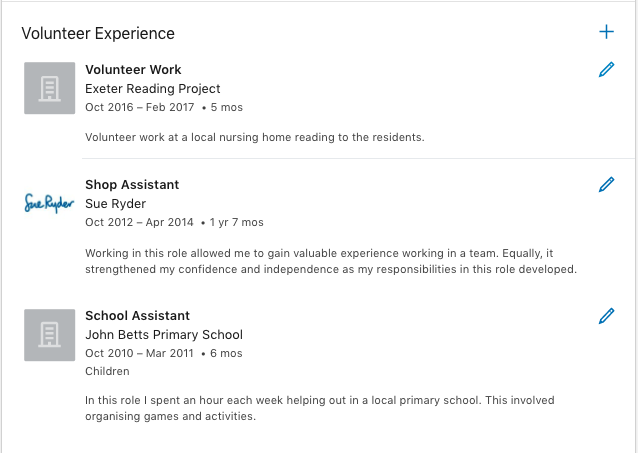 Volunteer Experience
Volunteer Work
Exeter Reading Project
Oct 2016 – Feb 2017 • 5 mos
Volunteer work at a local nursing home reading to the residents.
Sue Ryder
Shop Assistant
Sue Ryder
Oct 2012 – Apr 2014 • 1 yr 7 mos
Working in this role allowed me to gain valuable experience working in a team. Equally, it
strengthened my confidence and independence as my responsibilities in this role developed.
School Assistant
John Betts Primary School
Oct 2010 – Mar 2011 • 6 mos
Children
In this role I spent an hour each week helping out in a local primary school. This involved
organising games and activities.